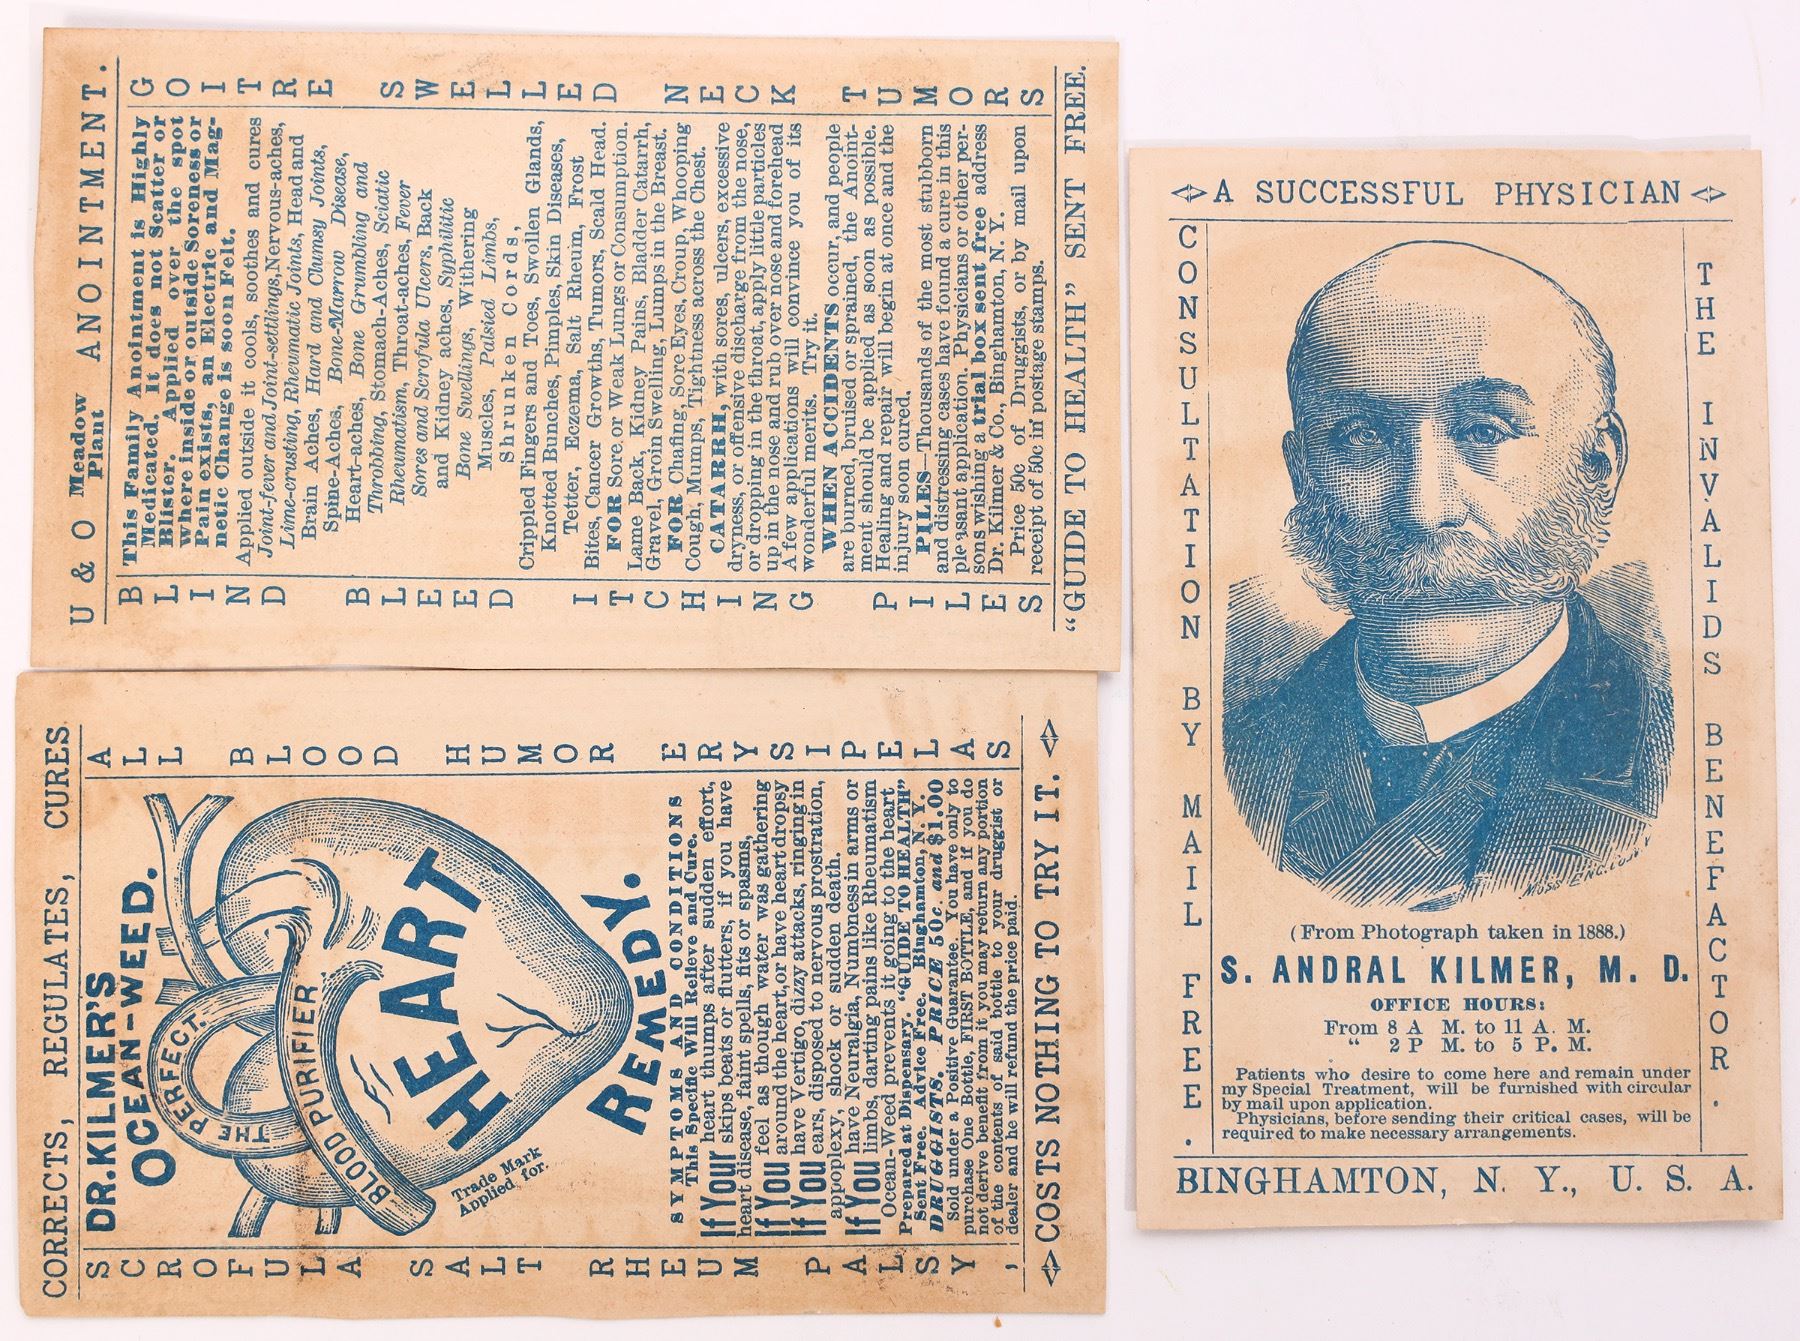 U & O Meadow Plant ANOINTMENT.
GOITRE SWELLED NECK TUMORS
BLIND BLEED ITCHING PILES
This Family Anointment is Highly
Medicated. It does not Scatter or
Blister. Applied over the spot
where inside or outside Soreness or
Pain exists, an Electric and Mag-
netic Change is soon Felt.
Applied outside it cools, soothes and cures
Joint-fever and Joint-settlings, Nervous-aches,
Lime-crusting, Rheumatic Joints, Head and
Brain Aches, Hard and Clumsy Joints,
Spine-Aches, Bone-Marrow Disease,
Heart-aches, Bone Grumbling and
Throbbing, Stomach-Aches, Sciatic
Rheumatism, Throat-aches, Fever
Sores and Scrofula Ulcers, Back
and Kidney aches, Syphilitic
Bone Swellings, Withering
Muscles, Palsied Limbs,
Shrunken Cords,
Crippled Fingers and Toes, Swollen Glands,
Knotted Bunches, Pimples, Skin Diseases,
Tetter, Eczema, Salt Rheum, Frost
Bites, Cancer Growths, Tumors, Scald Head.
FOR Sore or Weak Lungs or Consumption.
Lame Back, Kidney Pains, Bladder Catarrh,
Gravel, Groin Swelling, Lumps in the Breast.
FOR Chafing, Sore Eyes, Croup, Whooping
Cough, Mumps, Tightness across the Chest.
CATARRH, with sores, ulcers, excessive
dryness, or offensive discharge from the nose,
or dropping in the throat, apply little particles
up in the nose and rub over nose and forehead
A few applications will convince you of its
wonderful merits. Try it.
WHEN ACCIDENTS occur, and people
are burned, bruised or sprained, the Anoint-
ment should be applied as soon as possible.
Healing and repair will begin at once and the
injury soon cured.
PILES—Thousands of the most stubborn
and distressing cases have found a cure in this
pleasant application. Physicians or other per-
sons wishing a trial box sent free address
Dr. Kilmer & Co., Binghamton, N. Y.
Price 50c. of Druggists, or by mail upon
receipt of 50c in postage stamps.
"GUIDE TO HEALTH" SENT FREE.
CORRECTS, REGULATES, CURES
ALL BLOOD HUMOR ERYSIPELAS
SCROFULA SALT RHEUM PALSY,
DR. KILMER'S
OCEAN-WEED.
THE PERFECT.
BLOOD PURIFIER
HEART
REMEDY.
Trade Mark
Applied for.
SYMPTOMS AND CONDITIONS
This Specific Will Relieve and Cure.
If Your heart thumps after sudden effort,
skips beats or flutters, if you have
heart disease, faint spells, fits or spasms,
If You feel as though water was gathering
around the heart, or have heart dropsy
If You have Vertigo, dizzy attacks, ringing in
ears, disposed to nervous prostration,
appoplexy, shock or sudden death.
If You have Neuralgia, Numbness in arms or
limbs, darting pains like Rheumatism
Ocean-Weed prevents it going to the heart
Prepared at Dispensary. "GUIDE TO HEALTH"
Sent Free. Advice Free. Binghamton, N. Y.
DRUGGISTS. PRICE 50c. and $1.00
Sold under a Positive Guarantee. You have only to
purchase One Bottle, FIRST BOTTLE, and if you do
not derive benefit from it you may return any portion
of the contents of said bottle to your druggist or
dealer and he will refund the price paid.
COSTS NOTHING TO TRY IT.
A SUCCESSFUL PHYSICIAN
CONSULTATION BY MAIL FREE.
THE INVALIDS BENEFACTOR.
MOSS ENG. CO. N.Y.
(From Photograph taken in 1888.)
S. ANDRAL KILMER, M. D.
OFFICE HOURS:
From 8 A M. to 11 A. M.
" 2 P M. to 5 P. M.
Patients who desire to come here and remain under
my Special Treatment, will be furnished with circular
by mail upon application.
Physicians, before sending their critical cases, will be
required to make necessary arrangements.
BINGHAMTON, N. Y., U. S. A.